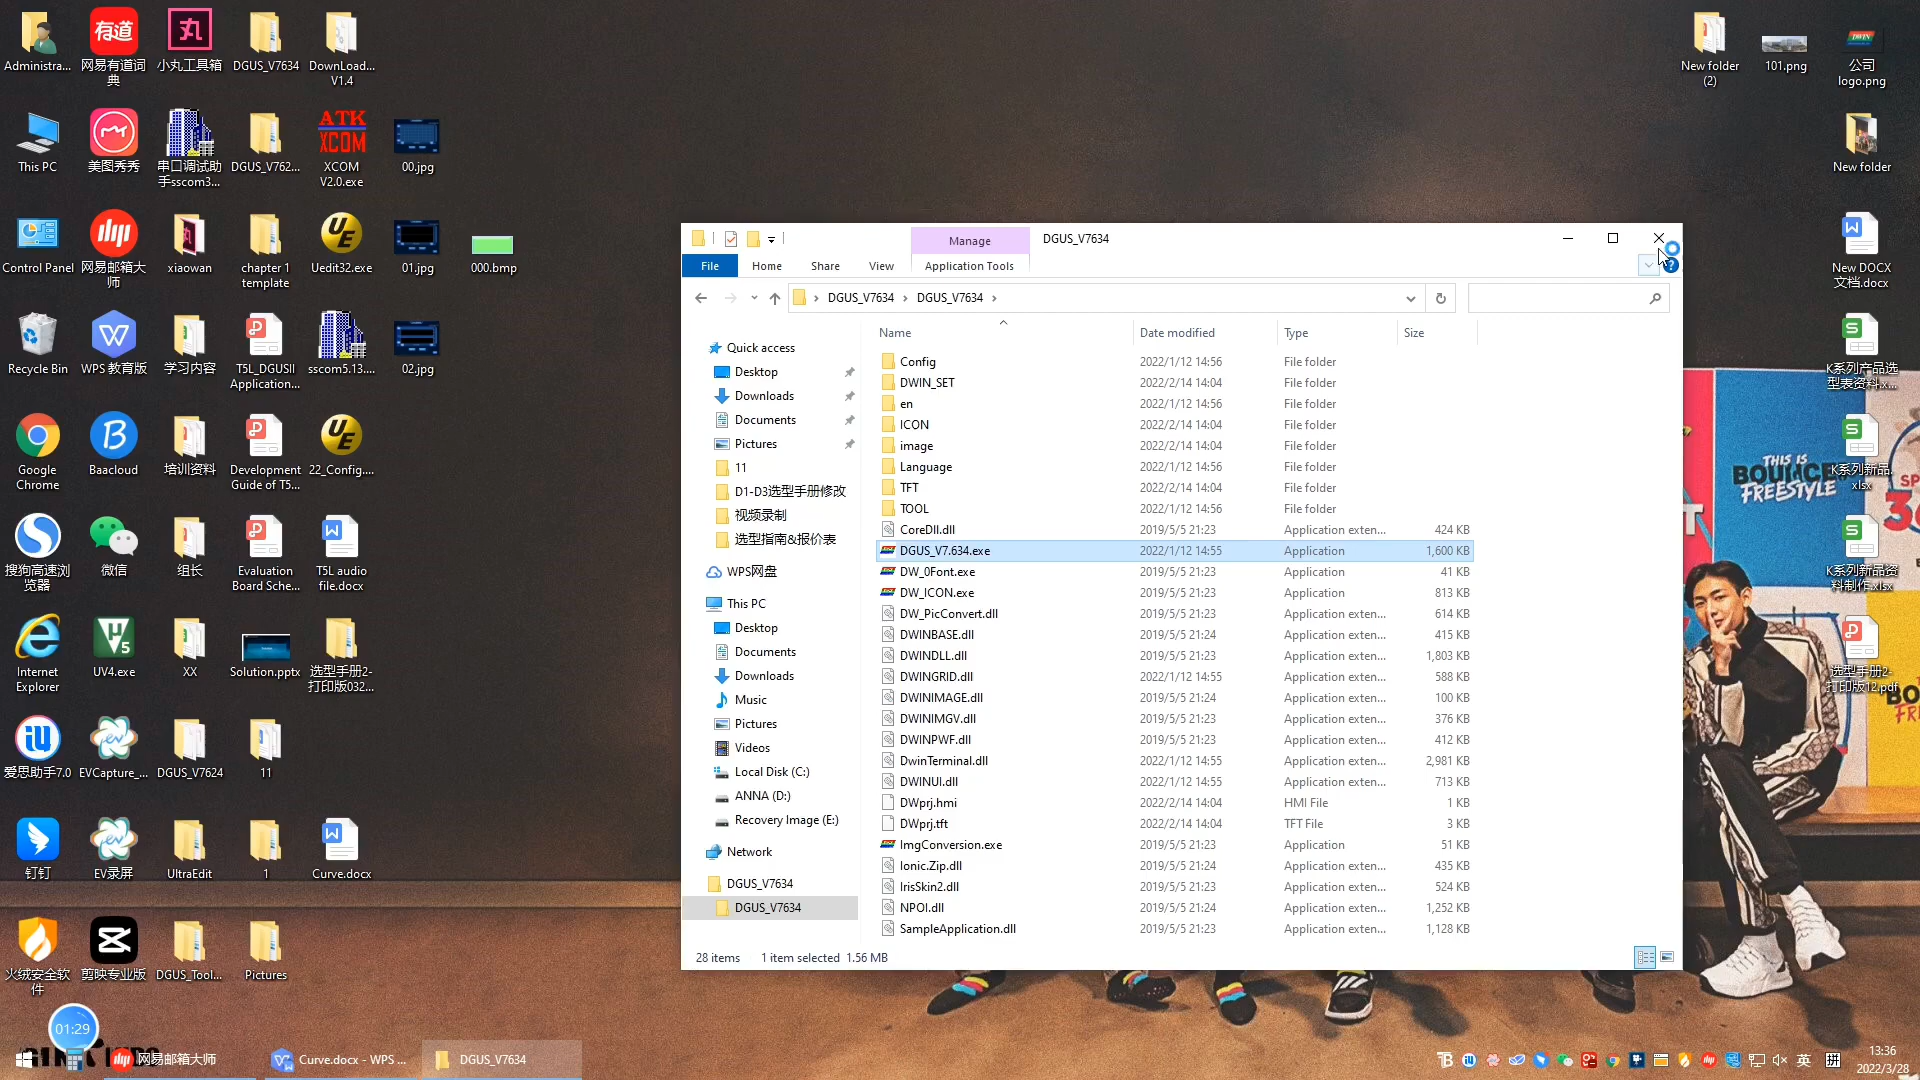 Administra...
网易有道词
典
小丸工具箱
DGUS_V7634
DownLoad...
V1.4
有道
丸
This PC
美图秀秀
串口调试助
手sscom3...
DGUS_V762...
ATK
XCOM
XCOM
V2.0.exe
00.jpg
Control Panel
网易邮箱大
师
xiaowan
chapter 1
template
Uedit32.exe
01.jpg
000.bmp
Recycle Bin
WPS 教育版
学习内容
T5L_DGUSII
Application...
sscom5.13....
02.jpg
Google
Chrome
Baacloud
培训资料
Development
Guide of T5...
22_Config....
搜狗高速浏
览器
微信
组长
Evaluation
Board Sche...
T5L audio
file.docx
Internet
Explorer
UV4.exe
XX
Solution.pptx
选型手册2-
打印版032...
爱思助手7.0
EVCapture_...
DGUS_V7624
11
钉钉
EV录屏
UltraEdit
1
Curve.docx
火绒安全软
件
剪映专业版
DGUS_Tool...
Pictures
01:29
New folder
(2)
101.png
公司
logo.png
New folder
New DOCX
文档.docx
K系列产品选
型表资料.x...
K系列新品.
xlsx
K系列新品资
料制作.xlsx
选型手册2-
打印版12.pdf
THIS IS
BOUNCE
FREESTYLE
Manage
DGUS_V7634
File
Home
Share
View
Application Tools
DGUS_V7634 › DGUS_V7634 ›
Name
Date modified
Type
Size
Quick access
Desktop
Downloads
Documents
Pictures
11
D1-D3选型手册修改
视频录制
选型指南&报价表
WPS网盘
This PC
Desktop
Documents
Downloads
Music
Pictures
Videos
Local Disk (C:)
ANNA (D:)
Recovery Image (E:)
Network
DGUS_V7634
DGUS_V7634
Config 2022/1/12 14:56 File folder
DWIN_SET 2022/2/14 14:04 File folder
en 2022/1/12 14:56 File folder
ICON 2022/2/14 14:04 File folder
image 2022/2/14 14:04 File folder
Language 2022/1/12 14:56 File folder
TFT 2022/2/14 14:04 File folder
TOOL 2022/1/12 14:56 File folder
CoreDll.dll 2019/5/5 21:23 Application exten... 424 KB
DGUS_V7.634.exe 2022/1/12 14:55 Application 1,600 KB
DW_0Font.exe 2019/5/5 21:23 Application 41 KB
DW_ICON.exe 2019/5/5 21:23 Application 813 KB
DW_PicConvert.dll 2019/5/5 21:23 Application exten... 614 KB
DWINBASE.dll 2019/5/5 21:24 Application exten... 415 KB
DWINDLL.dll 2019/5/5 21:23 Application exten... 1,803 KB
DWINGRID.dll 2022/1/12 14:55 Application exten... 588 KB
DWINIMAGE.dll 2019/5/5 21:24 Application exten... 100 KB
DWINIMGV.dll 2019/5/5 21:23 Application exten... 376 KB
DWINPWF.dll 2019/5/5 21:23 Application exten... 412 KB
DwinTerminal.dll 2022/1/12 14:55 Application exten... 2,981 KB
DWINUI.dll 2022/1/12 14:55 Application exten... 713 KB
DWprj.hmi 2022/2/14 14:04 HMI File 1 KB
DWprj.tft 2022/2/14 14:04 TFT File 3 KB
ImgConversion.exe 2019/5/5 21:23 Application 51 KB
Ionic.Zip.dll 2019/5/5 21:24 Application exten... 435 KB
IrisSkin2.dll 2019/5/5 21:23 Application exten... 524 KB
NPOI.dll 2019/5/5 21:24 Application exten... 1,252 KB
SampleApplication.dll 2019/5/5 21:23 Application exten... 1,128 KB
28 items 1 item selected 1.56 MB
网易邮箱大师
Curve.docx - WPS ...
DGUS_V7634
英
拼
13:36
2022/3/28